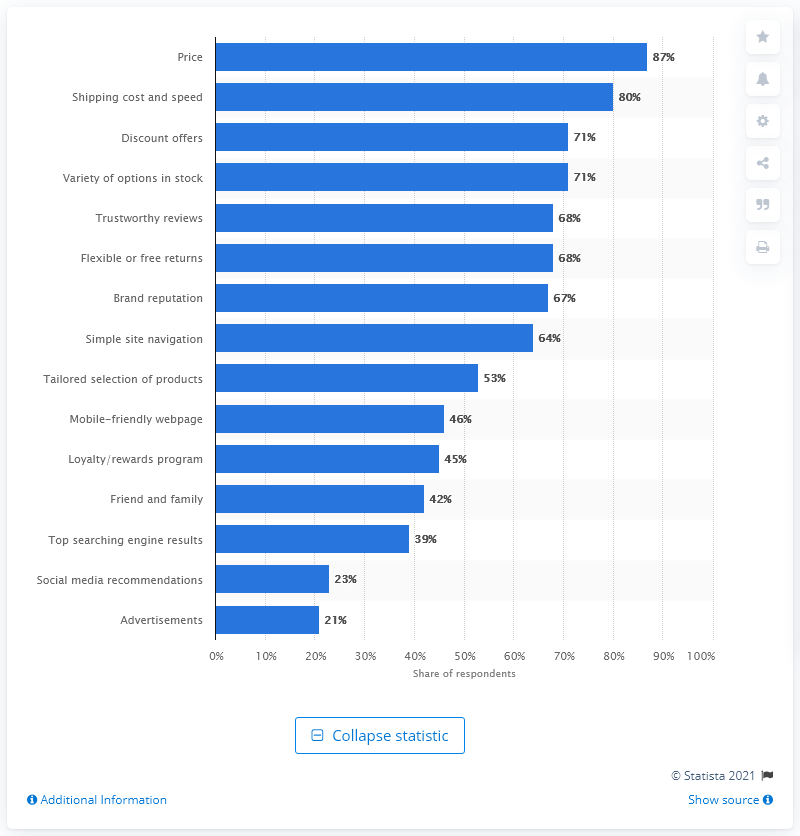 Price 87%
Shipping cost and speed 80%
Discount offers 71%
Variety of options in stock 71%
Trustworthy reviews 68%
Flexible or free returns 68%
Brand reputation 67%
Simple site navigation 64%
Tailored selection of products 53%
Mobile-friendly webpage 46%
Loyalty/rewards program 45%
Friend and family 42%
Top searching engine results 39%
Social media recommendations 23%
Advertisements 21%
0% 10% 20% 30% 40% 50% 60% 70% 80% 90% 100%
Share of respondents
Collapse statistic
© Statista 2021
Additional Information Show source